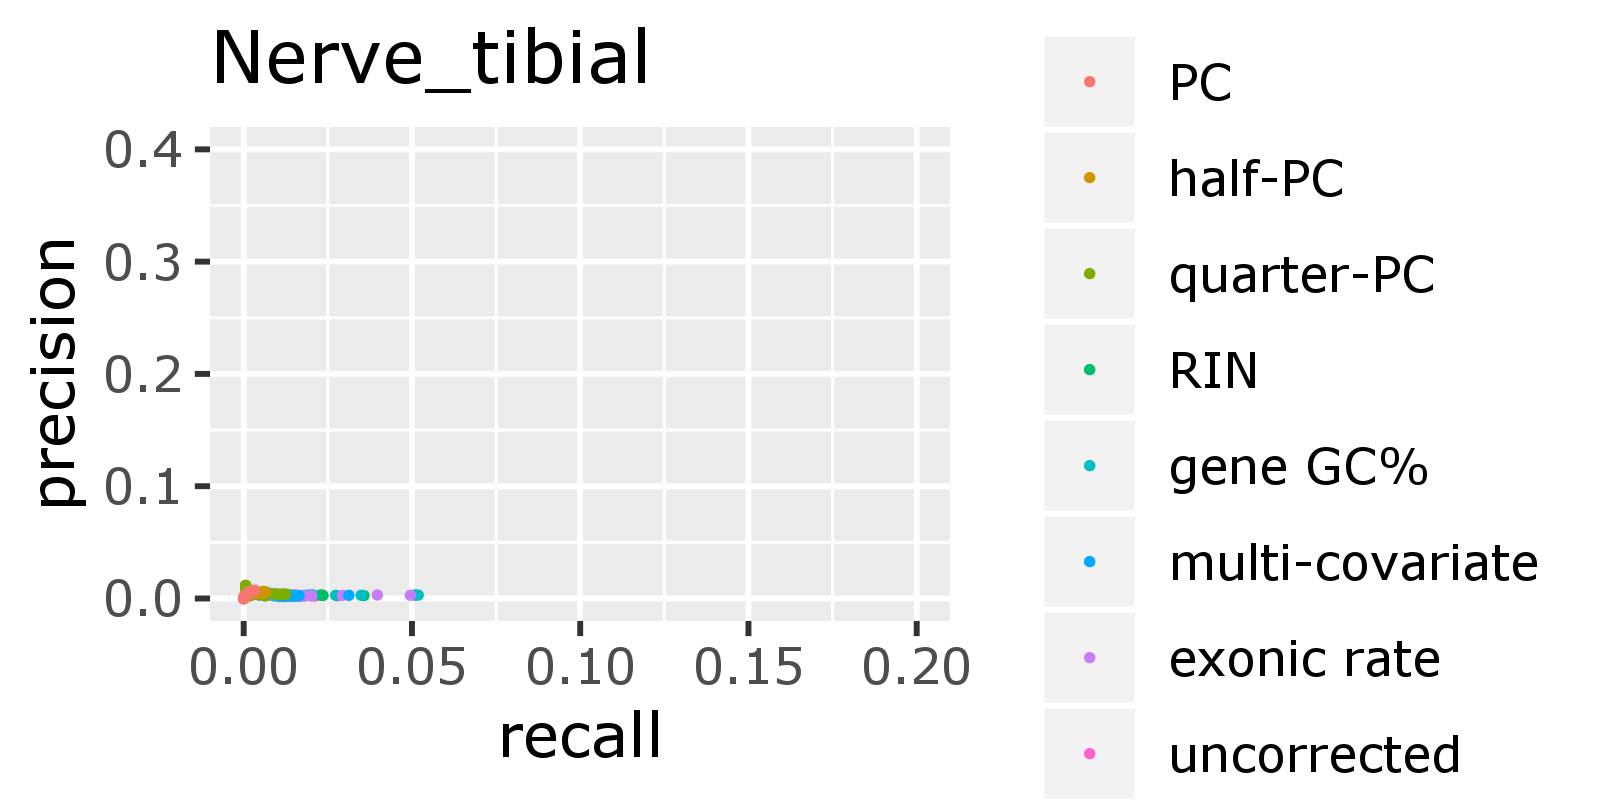 Nerve_tibial
precision
0.4
0.3
0.2
0.1
0.0
0.00 0.05 0.10 0.15 0.20
recall
PC
half-PC
quarter-PC
RIN
gene GC%
multi-covariate
exonic rate
uncorrected